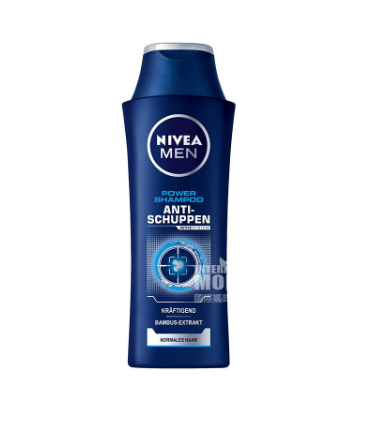 NIVEA
MEN
POWER
SHAMPOO
ANTI-
SCHUPPEN
KRÄFTIGEND
BAMBUS-EXTRAKT
NORMALES HAAR